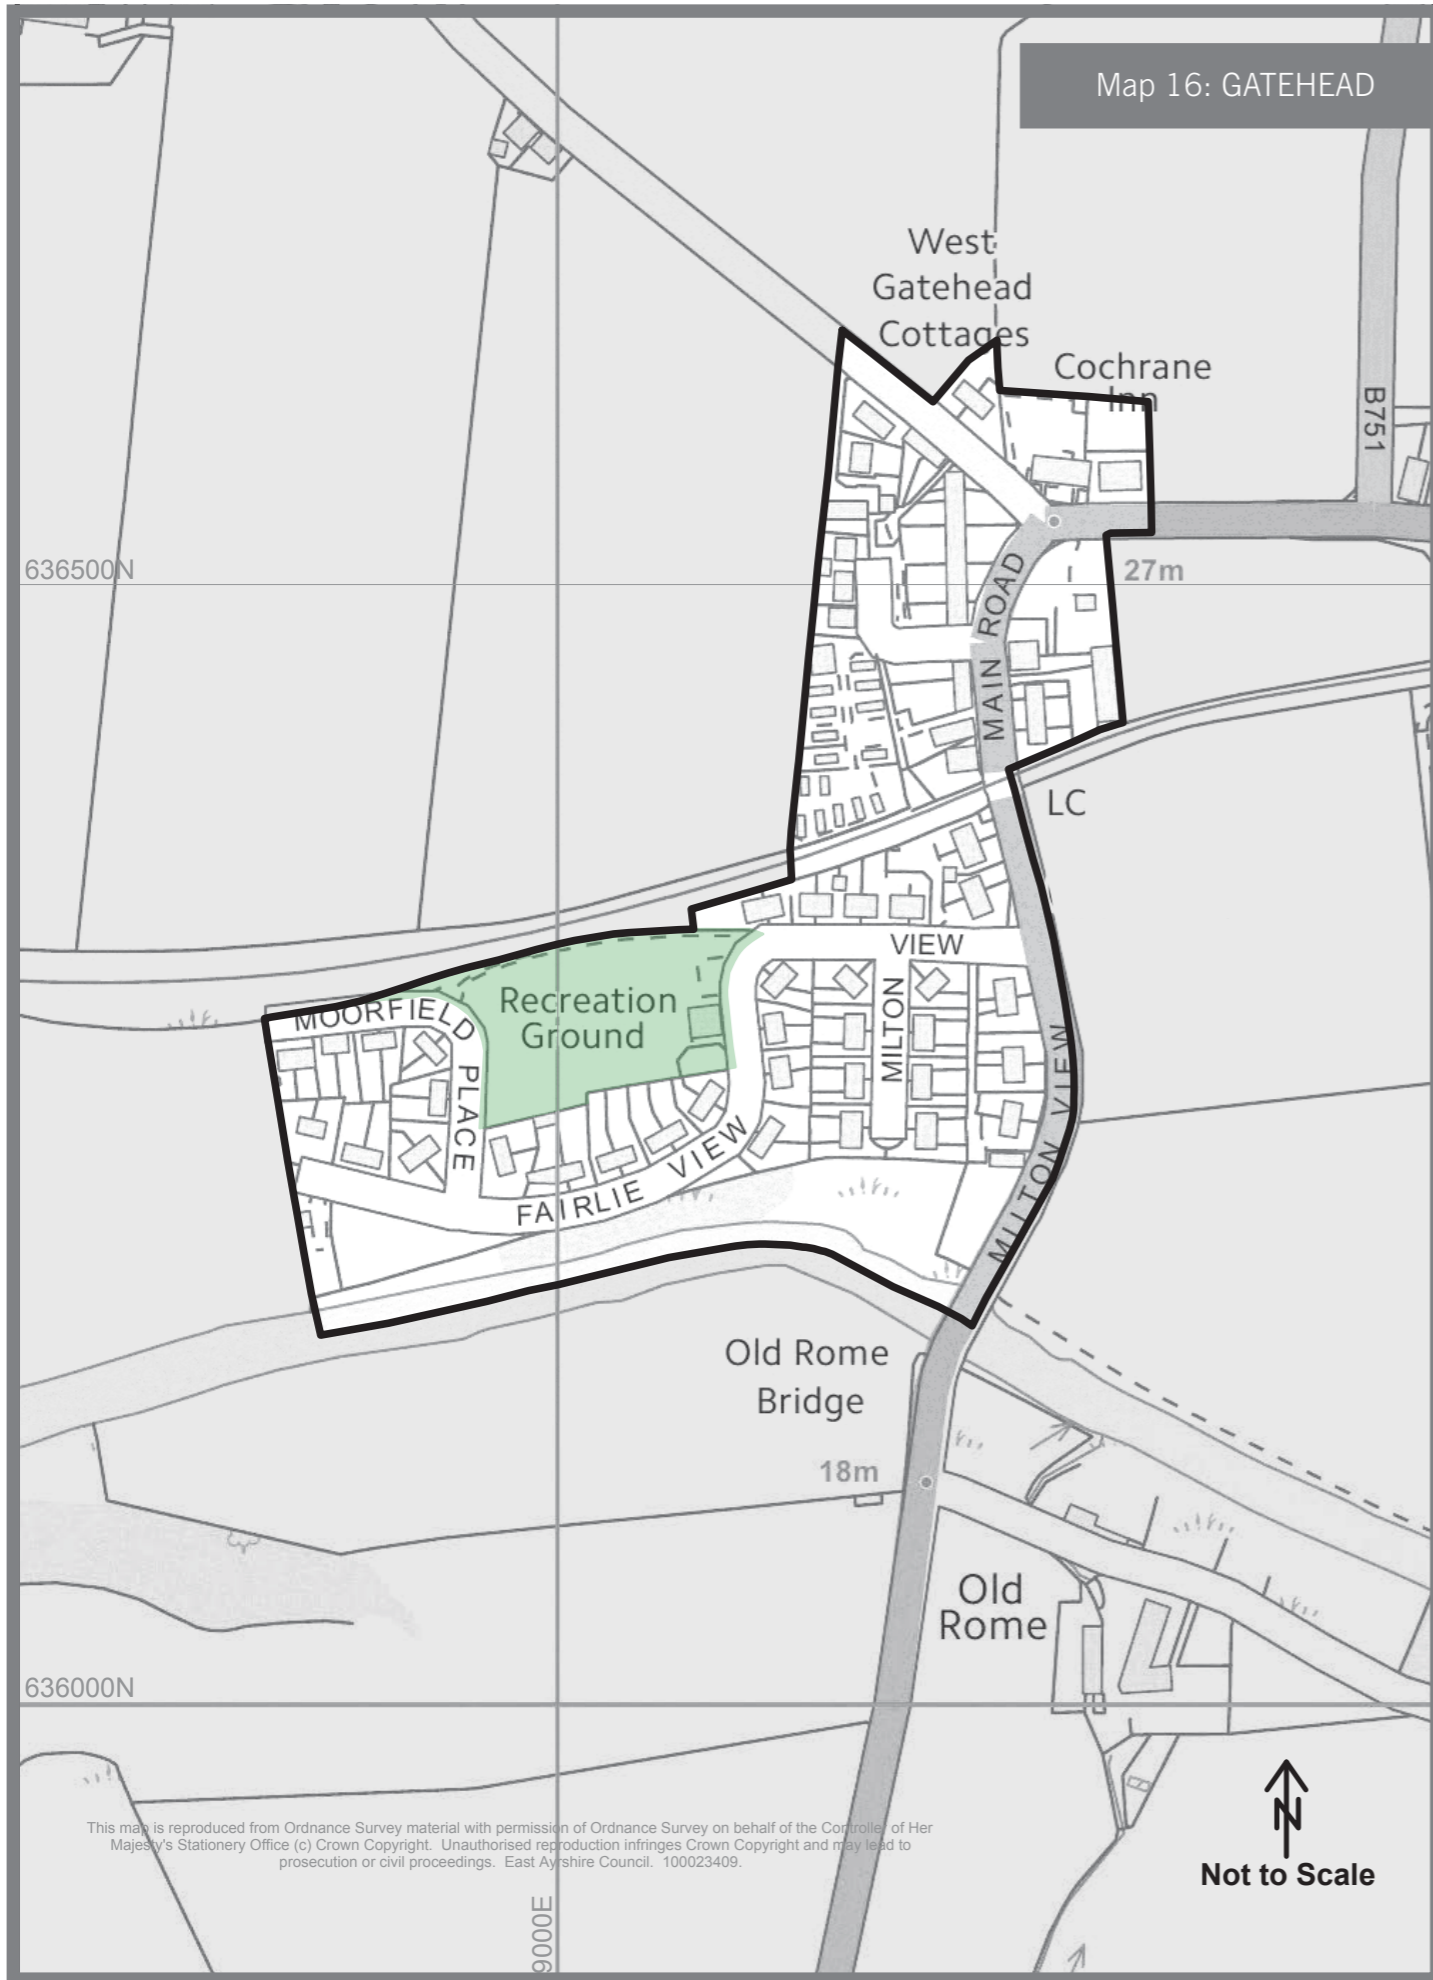 Map 16: GATEHEAD
West
Gatehead
Cottages
Cochrane
Inn
B751
636500N
27m
MAIN ROAD
LC
VIEW
Recreation
Ground
MOORFIELD
PLACE
MILTON
MILTON VIEW
FAIRLIE VIEW
Old Rome
Bridge
18m
Old
Rome
636000N
This map is reproduced from Ordnance Survey material with permission of Ordnance Survey on behalf of the Controller of Her
Majesty's Stationery Office (c) Crown Copyright. Unauthorised reproduction infringes Crown Copyright and may lead to
prosecution or civil proceedings. East Ayrshire Council. 100023409.
9000E
N
Not to Scale